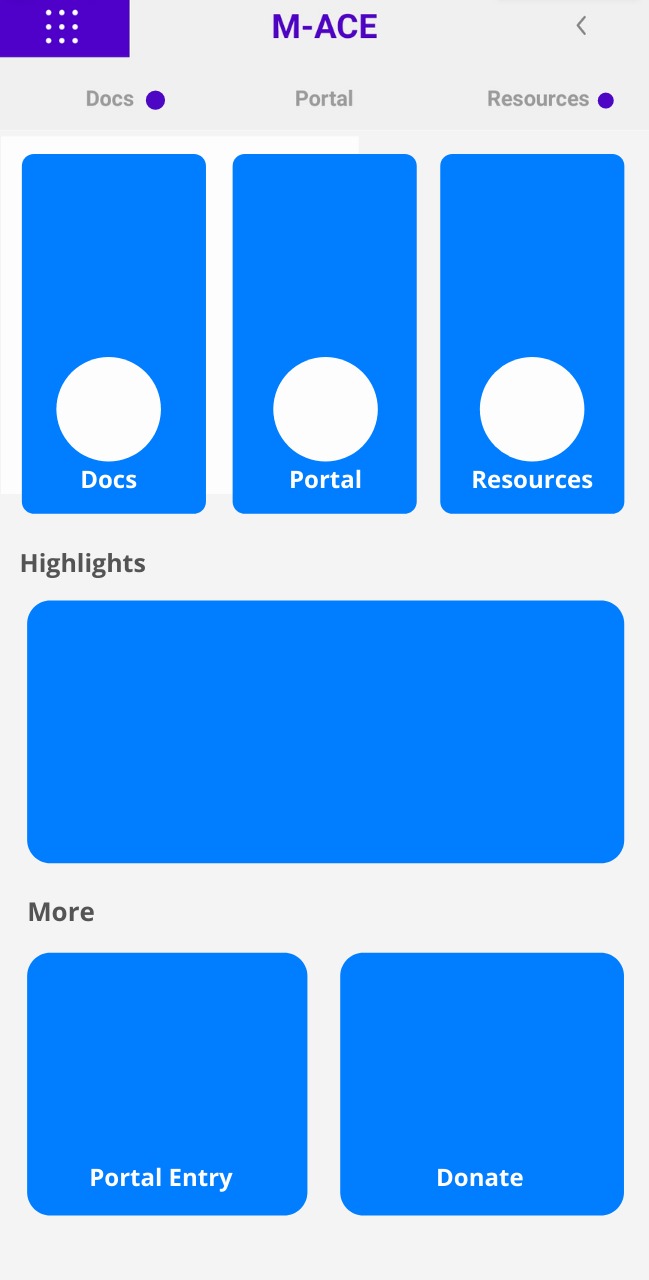 M-ACE
Docs Portal Resources
Docs Portal Resources
Highlights
More
Portal Entry Donate